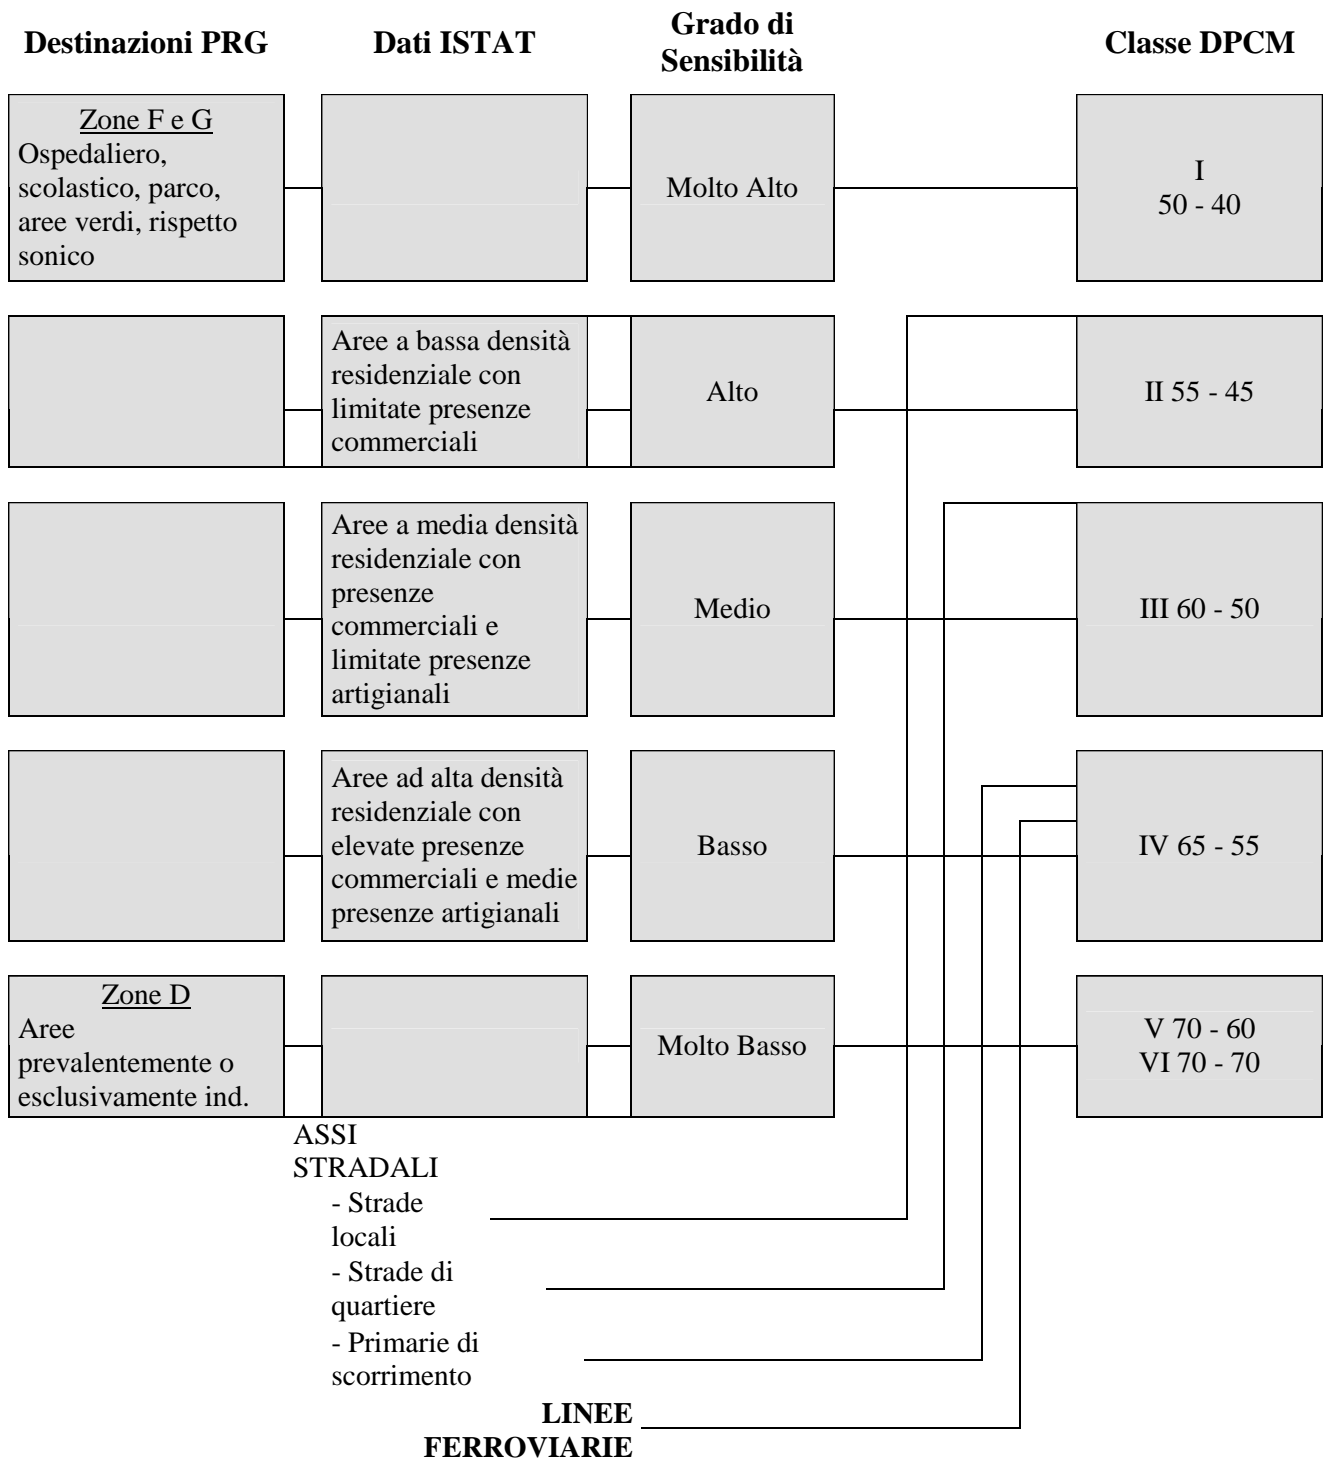 Destinazioni PRG
Dati ISTAT
Grado di
Sensibilità
Classe DPCM
Zone F e G
Ospedaliero,
scolastico, parco,
aree verdi, rispetto
sonico
Molto Alto
I
50 - 40
Aree a bassa densità
residenziale con
limitate presenze
commerciali
Alto
II 55 - 45
Aree a media densità
residenziale con
presenze
commerciali e
limitate presenze
artigianali
Medio
III 60 - 50
Aree ad alta densità
residenziale con
elevate presenze
commerciali e medie
presenze artigianali
Basso
IV 65 - 55
Zone D
Aree
prevalentemente o
esclusivamente ind.
Molto Basso
V 70 - 60
VI 70 - 70
ASSI
STRADALI
- Strade
locali
- Strade di
quartiere
- Primarie di
scorrimento
LINEE
FERROVIARIE